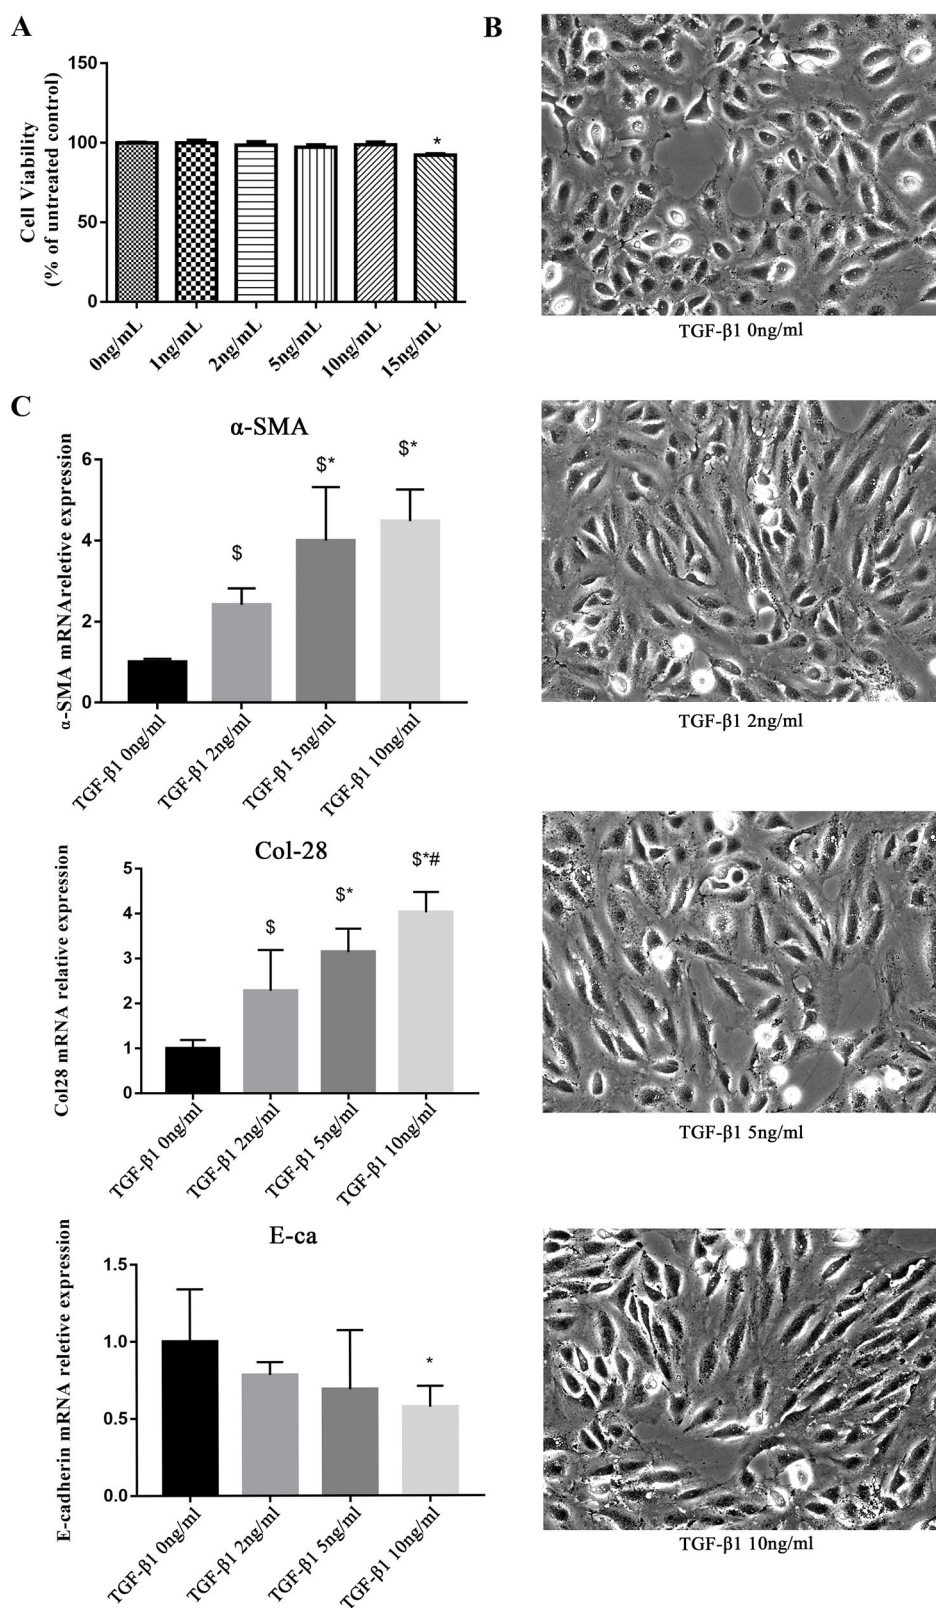 A
Cell Viability
(% of untreated control)
150
100
50
0
*
0ng/mL
1ng/mL
2ng/mL
5ng/mL
10ng/mL
15ng/mL
B
TGF-β1 0ng/ml
TGF-β1 2ng/ml
TGF-β1 5ng/ml
TGF-β1 10ng/ml
C
α-SMA
α-SMA mRNAreletive expression
6
4
2
0
$
$*
$*
TGF-β1 0ng/ml
TGF-β1 2ng/ml
TGF-β1 5ng/ml
TGF-β1 10ng/ml
Col-28
Col28 mRNA relative expression
5
4
3
2
1
0
$
$*
$*#
TGF-β1 0ng/ml
TGF-β1 2ng/ml
TGF-β1 5ng/ml
TGF-β1 10ng/ml
E-ca
E-cadherin mRNA reletive expression
1.5
1.0
0.5
0.0
*
TGF-β1 0ng/ml
TGF-β1 2ng/ml
TGF-β1 5ng/ml
TGF-β1 10ng/ml